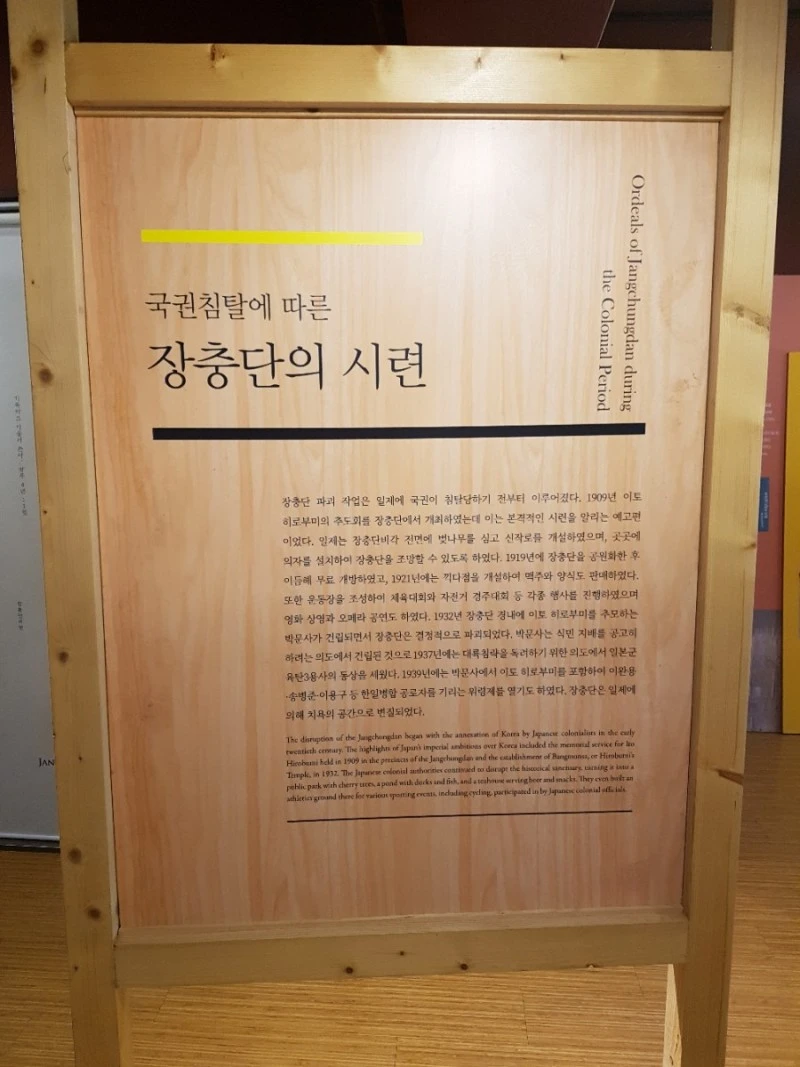 국권침탈에 따른
장충단의 시련
Ordeals of Jangchungdan during
the Colonial Period
장충단 파괴 작업은 일제에 국권이 침탈당하기 전부터 이루어졌다. 1909년 이토
히로부미의 추도회를 장충단에서 개최하였는데 이는 본격적인 시련을 알리는 예고편
이었다. 일제는 장충단비각 전면에 벚나무를 심고 신작로를 개설하였으며, 곳곳에
의자를 설치하여 장충단을 조망할 수 있도록 하였다. 1919년에 장충단을 공원화한 후
이듬해 무료 개방하였고, 1921년에는 끽다점을 개설하여 맥주와 양식도 판매하였다.
또한 운동장을 조성하여 체육대회와 자전거 경주대회 등 각종 행사를 진행하였으며
영화 상영과 오페라 공연도 하였다. 1932년 장충단 경내에 이토 히로부미를 추모하는
박문사가 건립되면서 장충단은 결정적으로 파괴되었다. 박문사는 식민 지배를 공고히
하려는 의도에서 건립된 것으로 1937년에는 대륙침략을 독려하기 위한 의도에서 일본군
육탄3용사의 동상을 세웠다. 1939년에는 박문사에서 이토 히로부미를 포함하여 이완용
·송병준·이용구 등 한일병합 공로자를 기리는 위령제를 열기도 하였다. 장충단은 일제에
의해 치욕의 공간으로 변질되었다.
The disruption of the Jangchungdan began with the annexation of Korea by Japanese colonialists in the early
twentieth century. The highlights of Japan's imperial ambitions over Korea included the memorial service for Ito
Hirobumi held in 1909 in the precincts of the Jangchungdan and the establishment of Bangmunsa, or Hirobumi's
Temple, in 1932. The Japanese colonial authorities continued to disrupt the historical sanctuary, turning it into a
public park with cherry trees, a pond with ducks and fish, and a teahouse serving beer and snacks. They even built an
athletics ground there for various sporting events, including cycling, participated in by Japanese colonial officials.
JAN